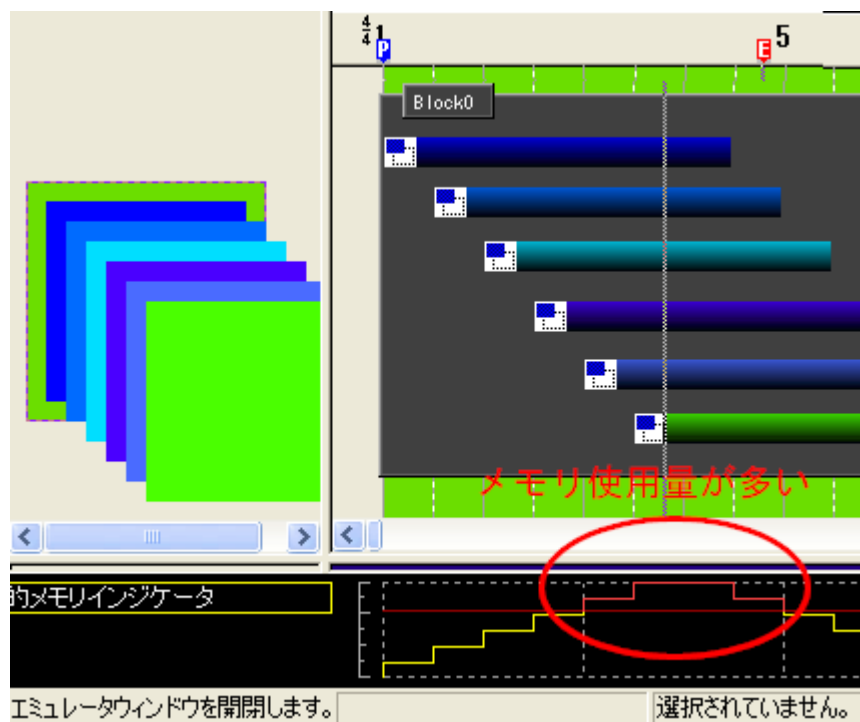 4/4
1
P
E
5
Block0
メモリ使用量が多い
的メモリインジケータ
エミュレータウィンドウを開閉します。
選択されていません。